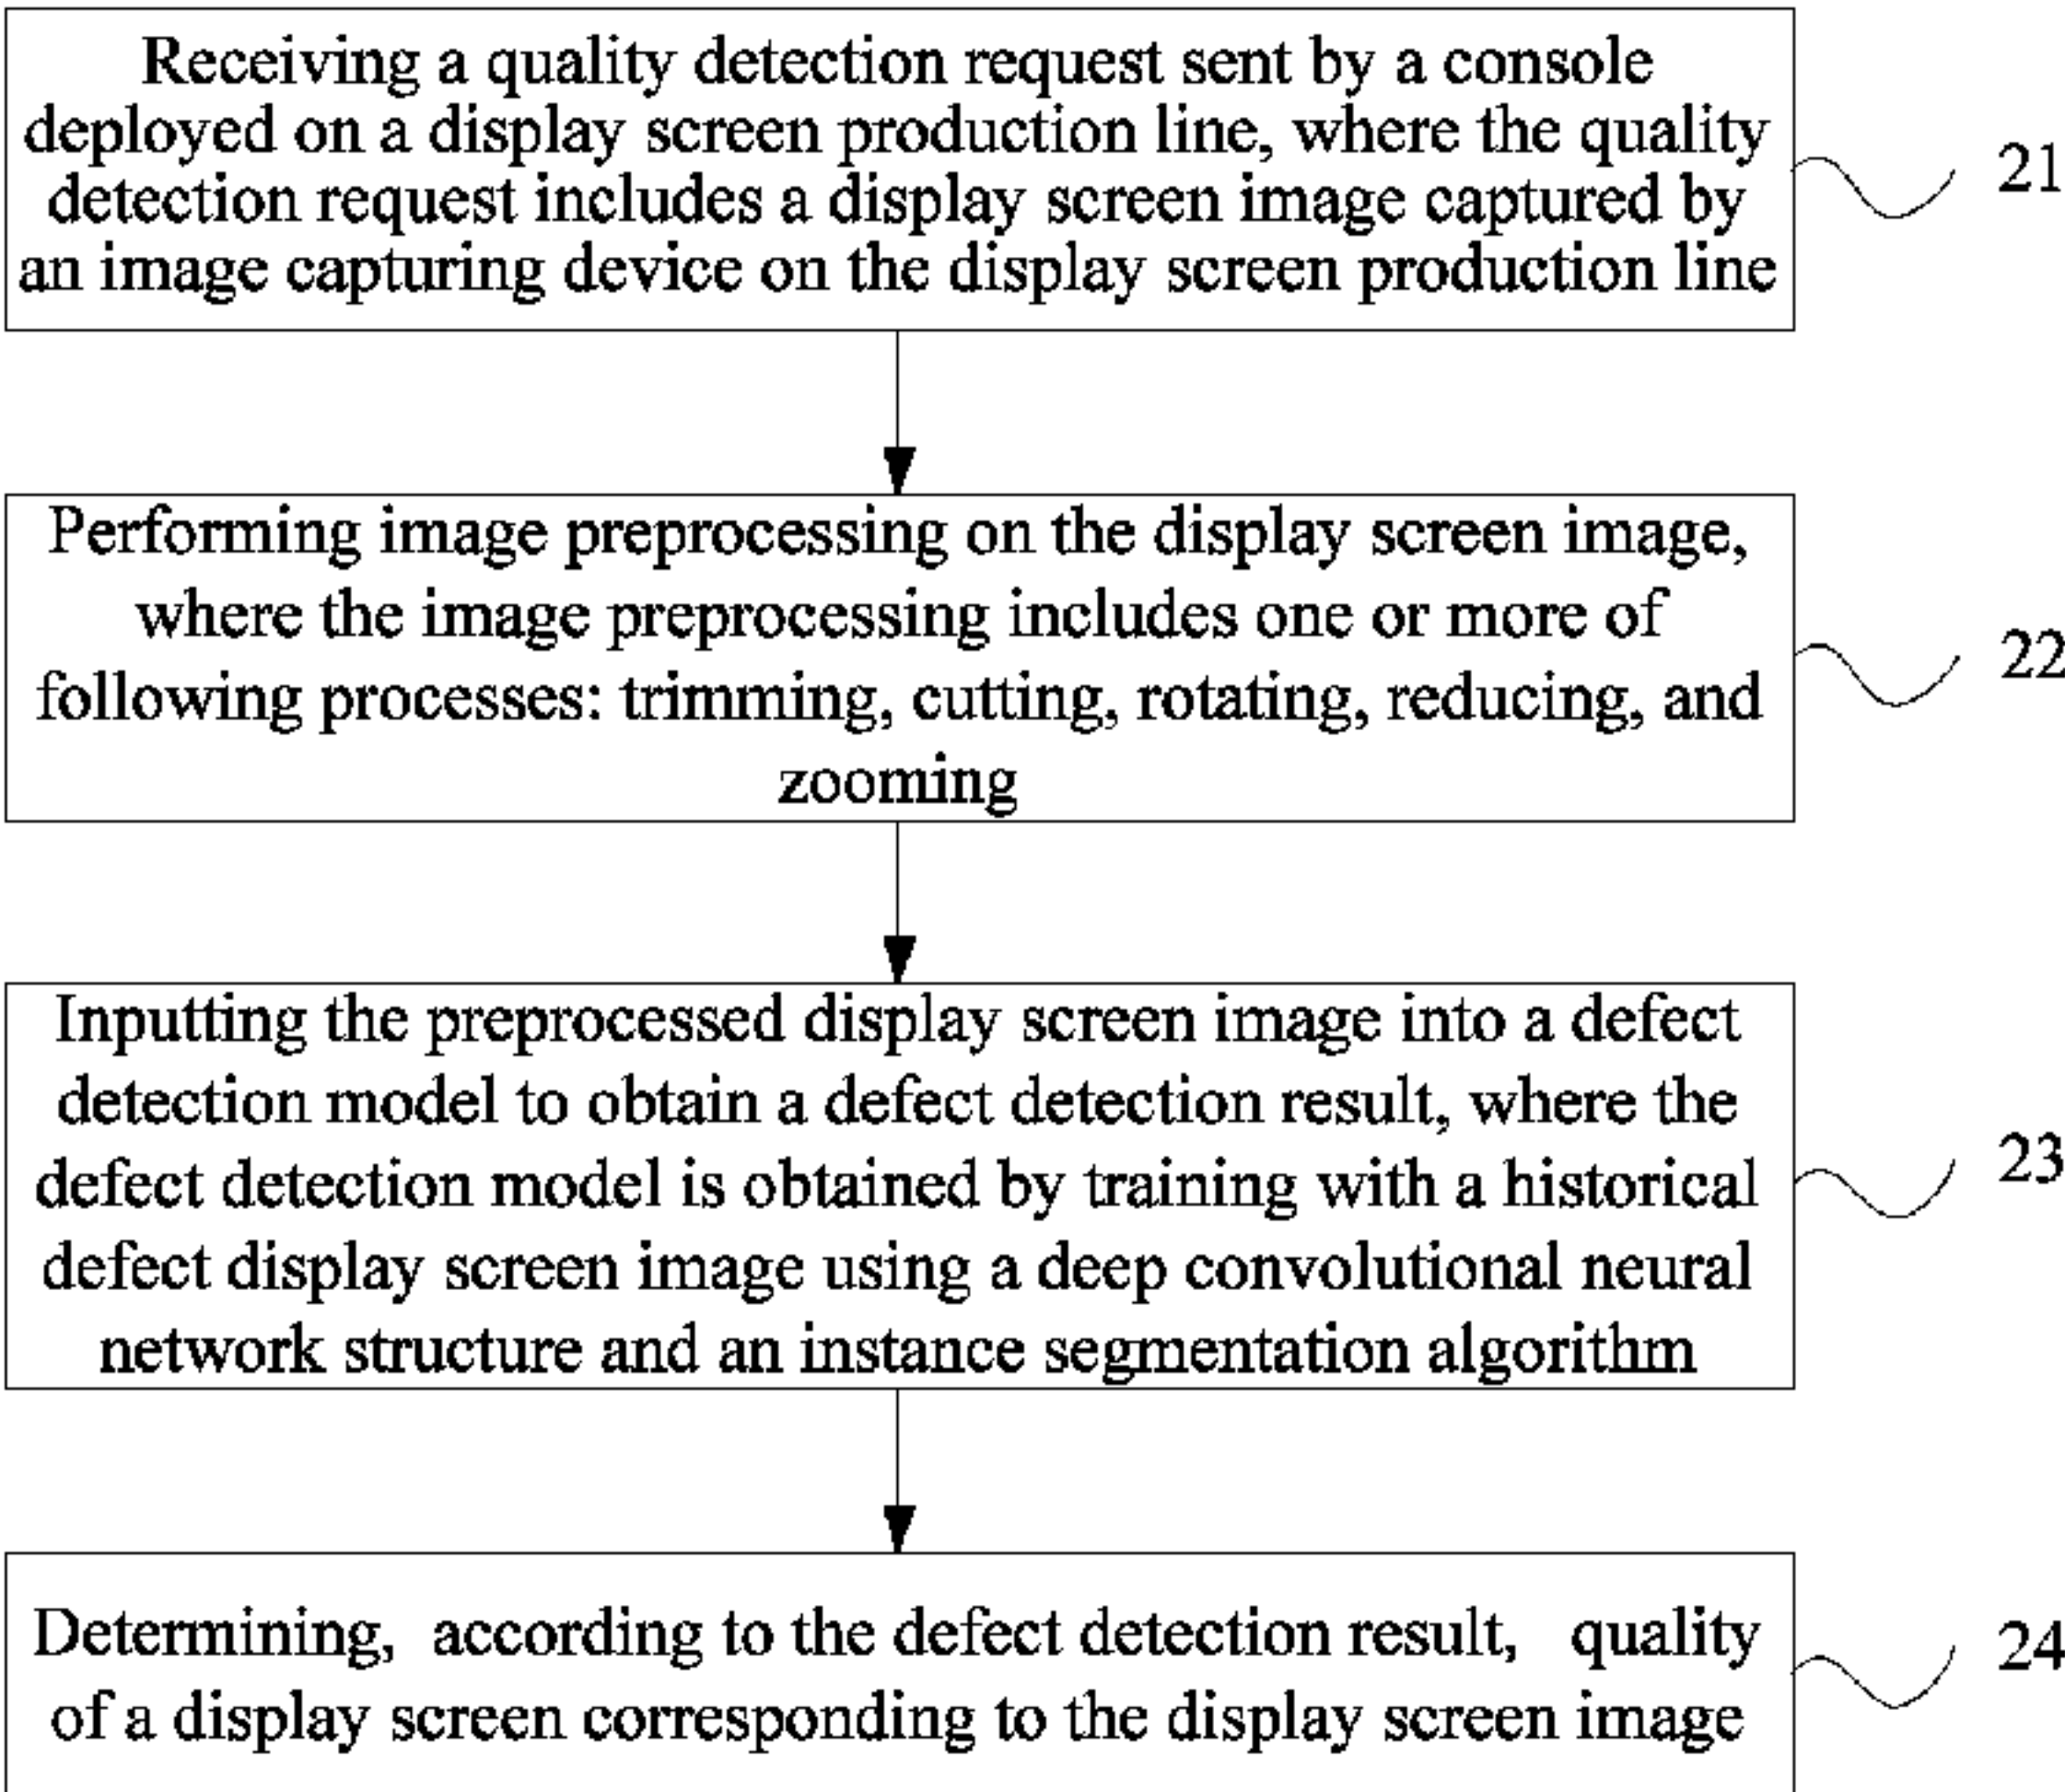 Receiving a quality detection request sent by a console
deployed on a display screen production line, where the quality
detection request includes a display screen image captured by
an image capturing device on the display screen production line
21
Performing image preprocessing on the display screen image,
where the image preprocessing includes one or more of
following processes: trimming, cutting, rotating, reducing, and
zooming
22
Inputting the preprocessed display screen image into a defect
detection model to obtain a defect detection result, where the
defect detection model is obtained by training with a historical
defect display screen image using a deep convolutional neural
network structure and an instance segmentation algorithm
23
Determining, according to the defect detection result, quality
of a display screen corresponding to the display screen image
24